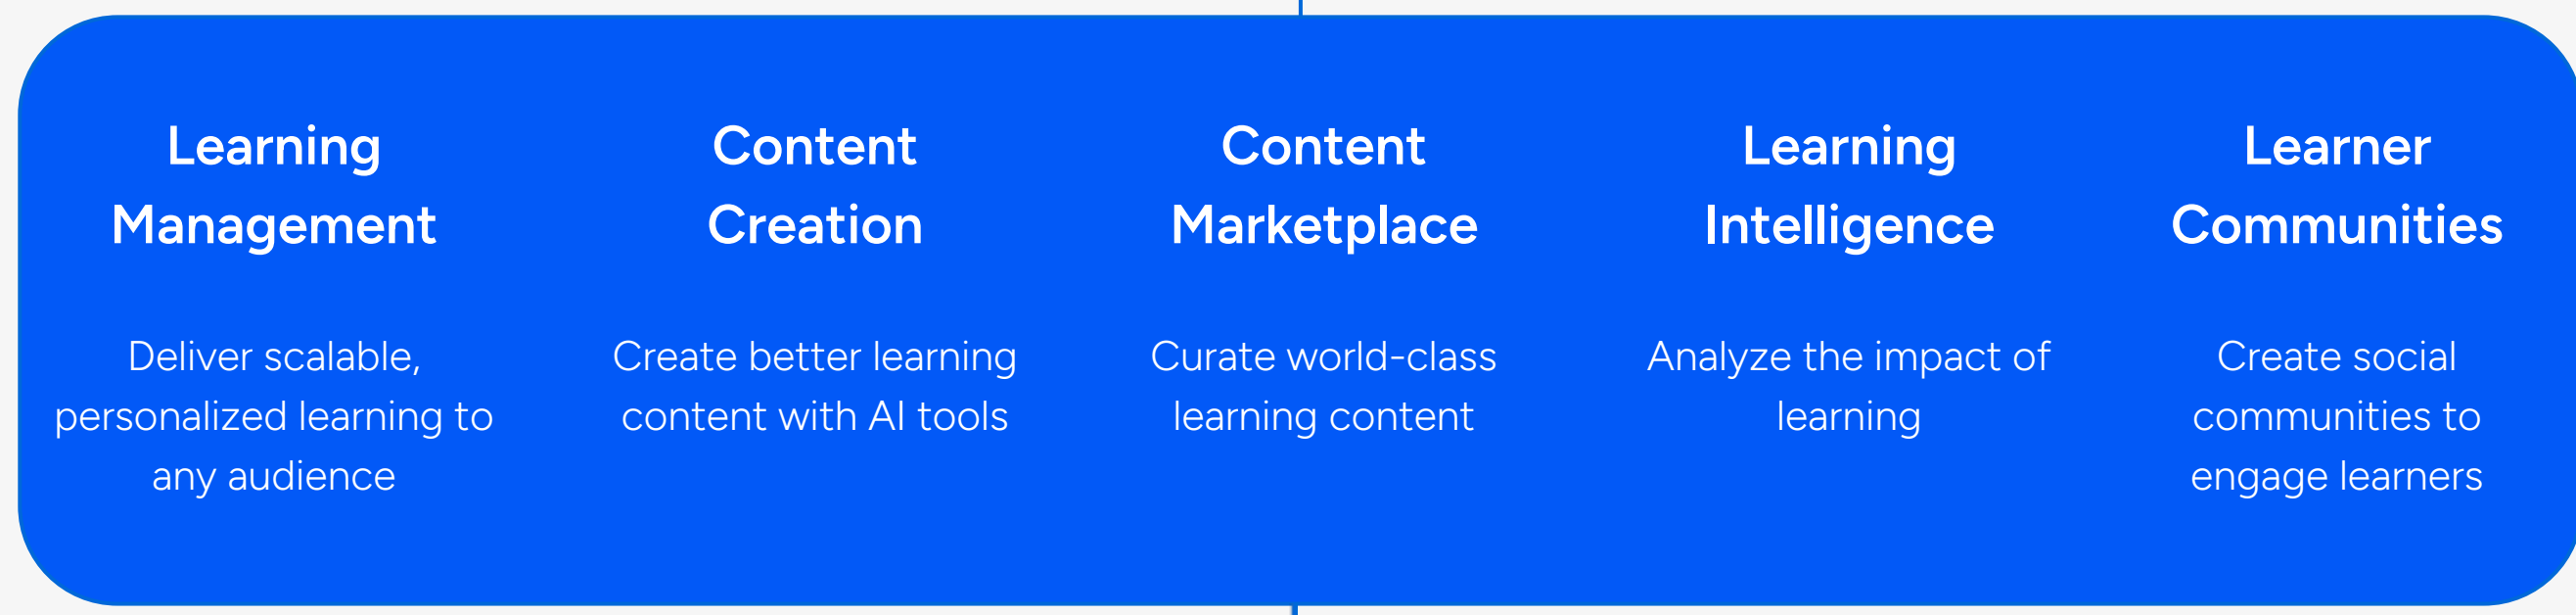 Learning
Management
Deliver scalable,
personalized learning to
any audience
Content
Creation
Create better learning
content with AI tools
Content
Marketplace
Curate world-class
learning content
Learning
Intelligence
Analyze the impact of
learning
Learner
Communities
Create social
communities to
engage learners